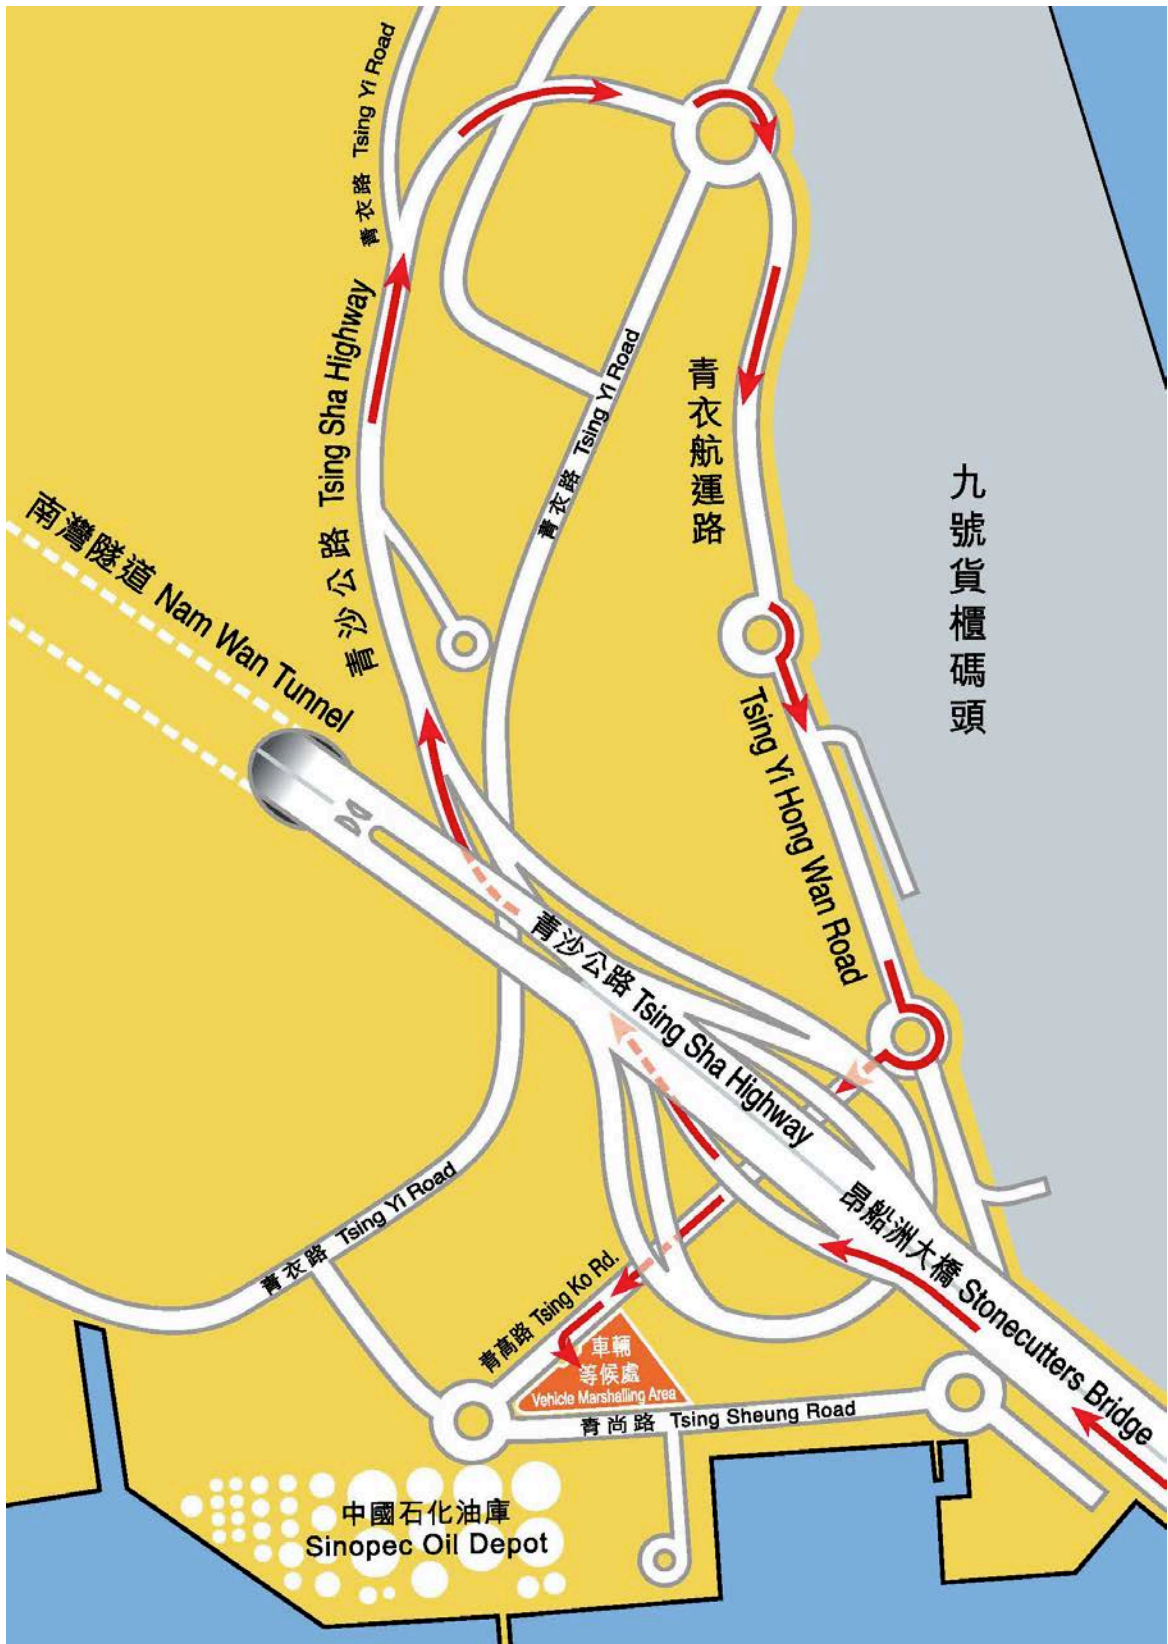 青衣路 Tsing Yi Road
青沙公路 Tsing Sha Highway
青衣路 Tsing Yi Road
青衣航運路
九號貨櫃碼頭
南灣隧道 Nam Wan Tunnel
Tsing Yi Hong Wan Road
青沙公路 Tsing Sha Highway
昂船洲大橋 Stonecutters Bridge
青衣路 Tsing Yi Road
青高路 Tsing Ko Rd.
車輛
等候處
Vehicle Marshalling Area
青尚路 Tsing Sheung Road
中國石化油庫
Sinopec Oil Depot